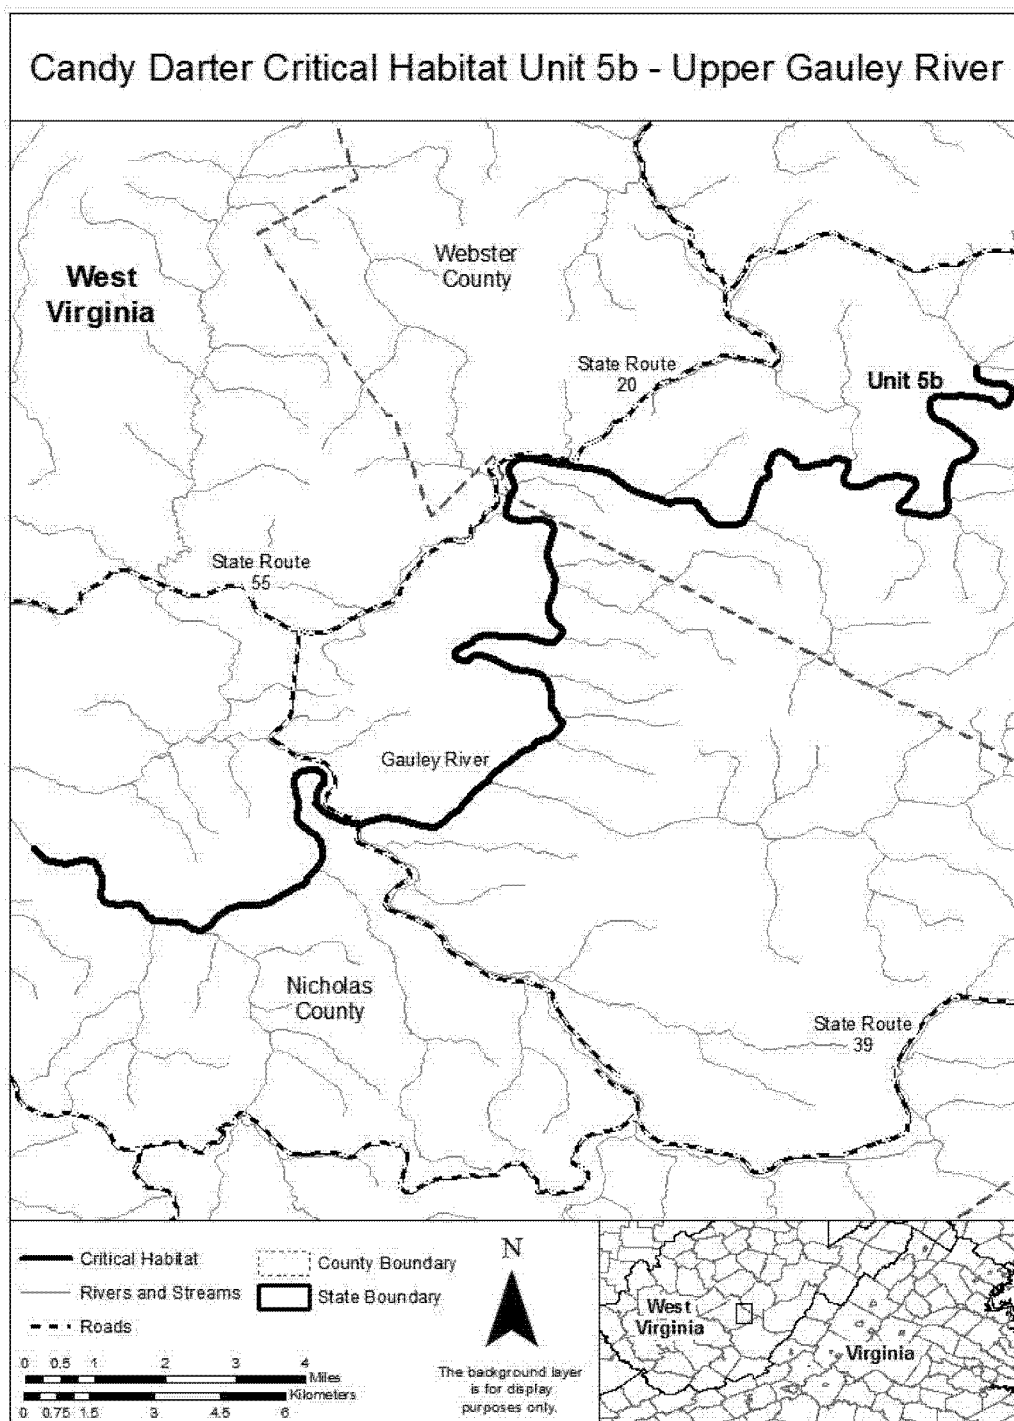 Candy Darter Critical Habitat Unit 5b - Upper Gauley River
Webster
County
West
Virginia
State Route
20
Unit 5b
State Route
55
Gauley River
Nicholas
County
State Route
39
Critical Habitat
Rivers and Streams
Roads
County Boundary
State Boundary
0 0.5 1 2 3 4
Miles
Kilometers
0 0.75 1.5 3 4.5 6
N
The background layer
is for display
purposes only.
West
Virginia
Virginia